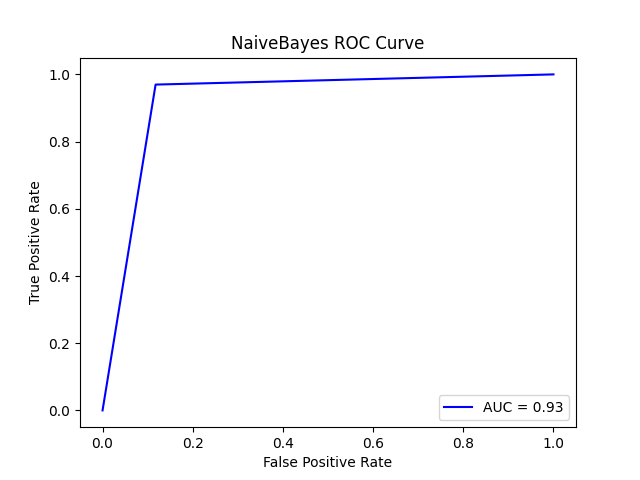 NaiveBayes ROC Curve
True Positive Rate
1.0
0.8
0.6
0.4
0.2
0.0
AUC = 0.93
0.0 0.2 0.4 0.6 0.8 1.0
False Positive Rate